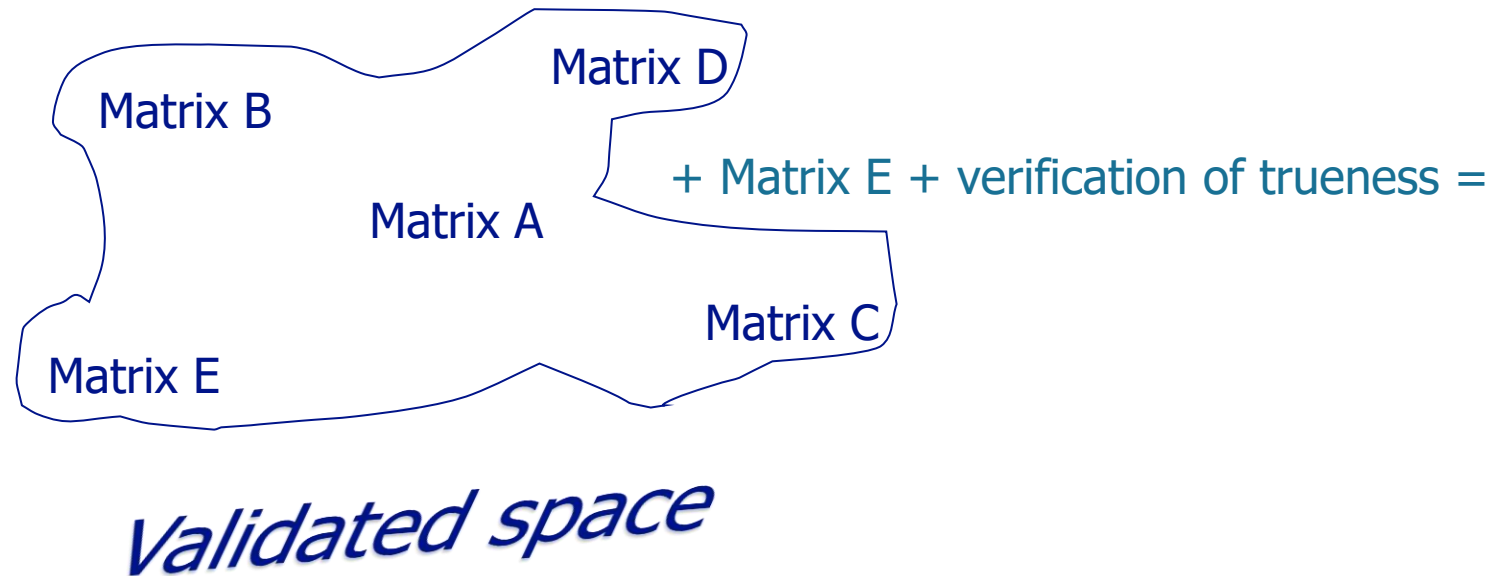 Matrix D
Matrix B
+ Matrix E + verification of trueness =
Matrix A
Matrix C
Matrix E
Validated space